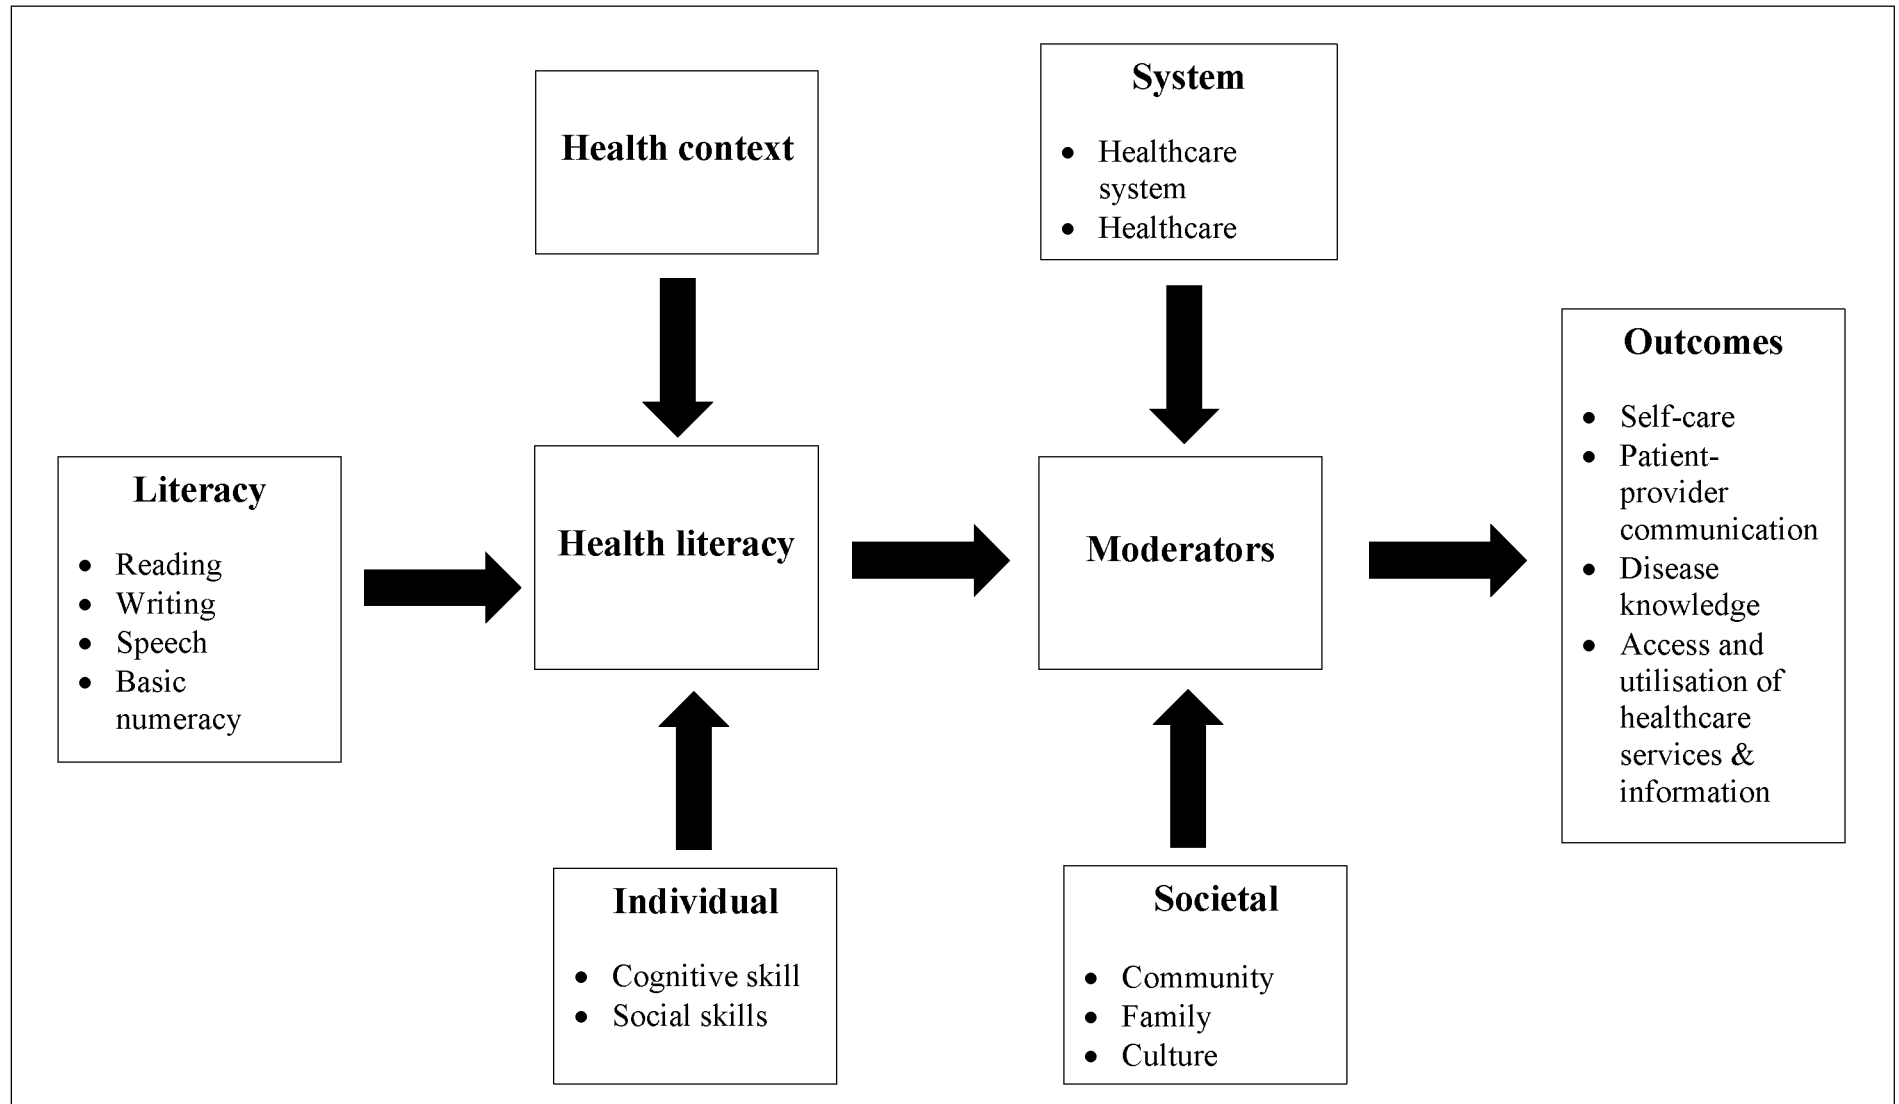 Health context
System
• Healthcare
system
• Healthcare
Literacy
• Reading
• Writing
• Speech
• Basic
numeracy
Health literacy
Moderators
Outcomes
• Self-care
• Patient-
provider
communication
• Disease
knowledge
• Access and
utilisation of
healthcare
services &
information
Individual
• Cognitive skill
• Social skills
Societal
• Community
• Family
• Culture